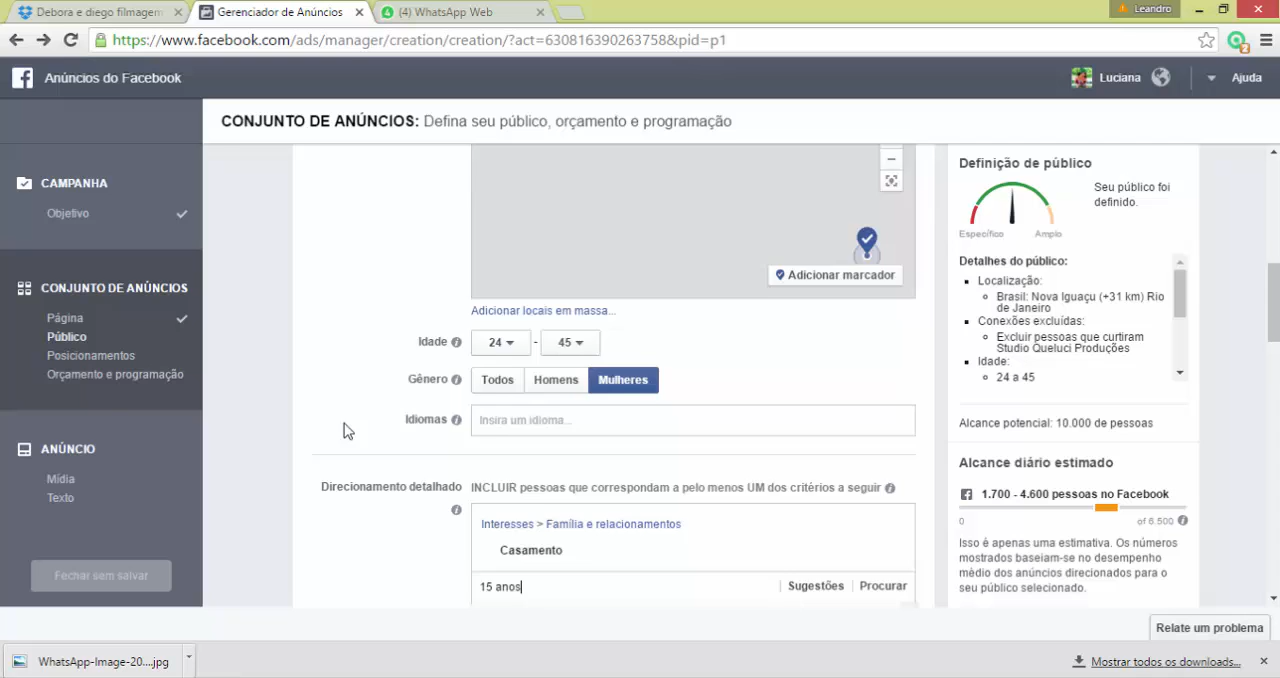 Debora e diego filmagem
Gerenciador de Anúncios
(4) WhatsApp Web
Leandro
https://www.facebook.com/ads/manager/creation/creation/?act=630816390263758&pid=p1
Anúncios do Facebook
Luciana
Ajuda
CONJUNTO DE ANÚNCIOS: Defina seu público, orçamento e programação
CAMPANHA
Objetivo
CONJUNTO DE ANÚNCIOS
Página
Público
Posicionamentos
Orçamento e programação
ANÚNCIO
Mídia
Texto
Fechar sem salvar
Adicionar marcador
Adicionar locais em massa...
Idade
24 - 45
Gênero
Todos Homens Mulheres
Idiomas
Insira um idioma...
Direcionamento detalhado
INCLUIR pessoas que correspondam a pelo menos UM dos critérios a seguir
Interesses > Família e relacionamentos
Casamento
15 anos
Sugestões Procurar
Definição de público
Específico
Amplo
Seu público foi
definido.
Detalhes do público:
Localização:
Brasil: Nova Iguaçu (+31 km) Rio
de Janeiro
Conexões excluídas:
Excluir pessoas que curtiram
Studio Queluci Produções
Idade:
24 a 45
Alcance potencial: 10.000 de pessoas
Alcance diário estimado
1.700 - 4.600 pessoas no Facebook
0
of 6.500
Isso é apenas uma estimativa. Os números
mostrados baseiam-se no desempenho
médio dos anúncios direcionados para o
seu público selecionado.
Relate um problema
WhatsApp-Image-20....jpg
Mostrar todos os downloads...